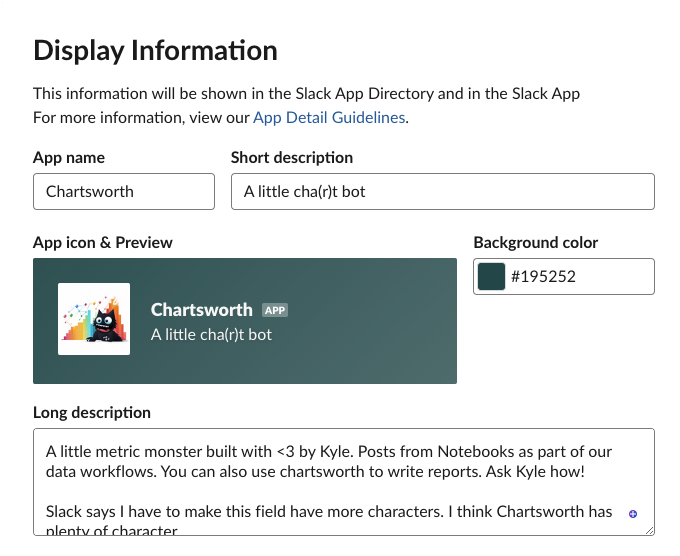 Display Information
This information will be shown in the Slack App Directory and in the Slack App
For more information, view our App Detail Guidelines.
App name
Short description
Chartsworth
A little cha(r)t bot
App icon & Preview
Background color
Chartsworth APP
A little cha(r)t bot
#195252
Long description
A little metric monster built with <3 by Kyle. Posts from Notebooks as part of our
data workflows. You can also use chartsworth to write reports. Ask Kyle how!
Slack says I have to make this field have more characters. I think Chartsworth has
plenty of character